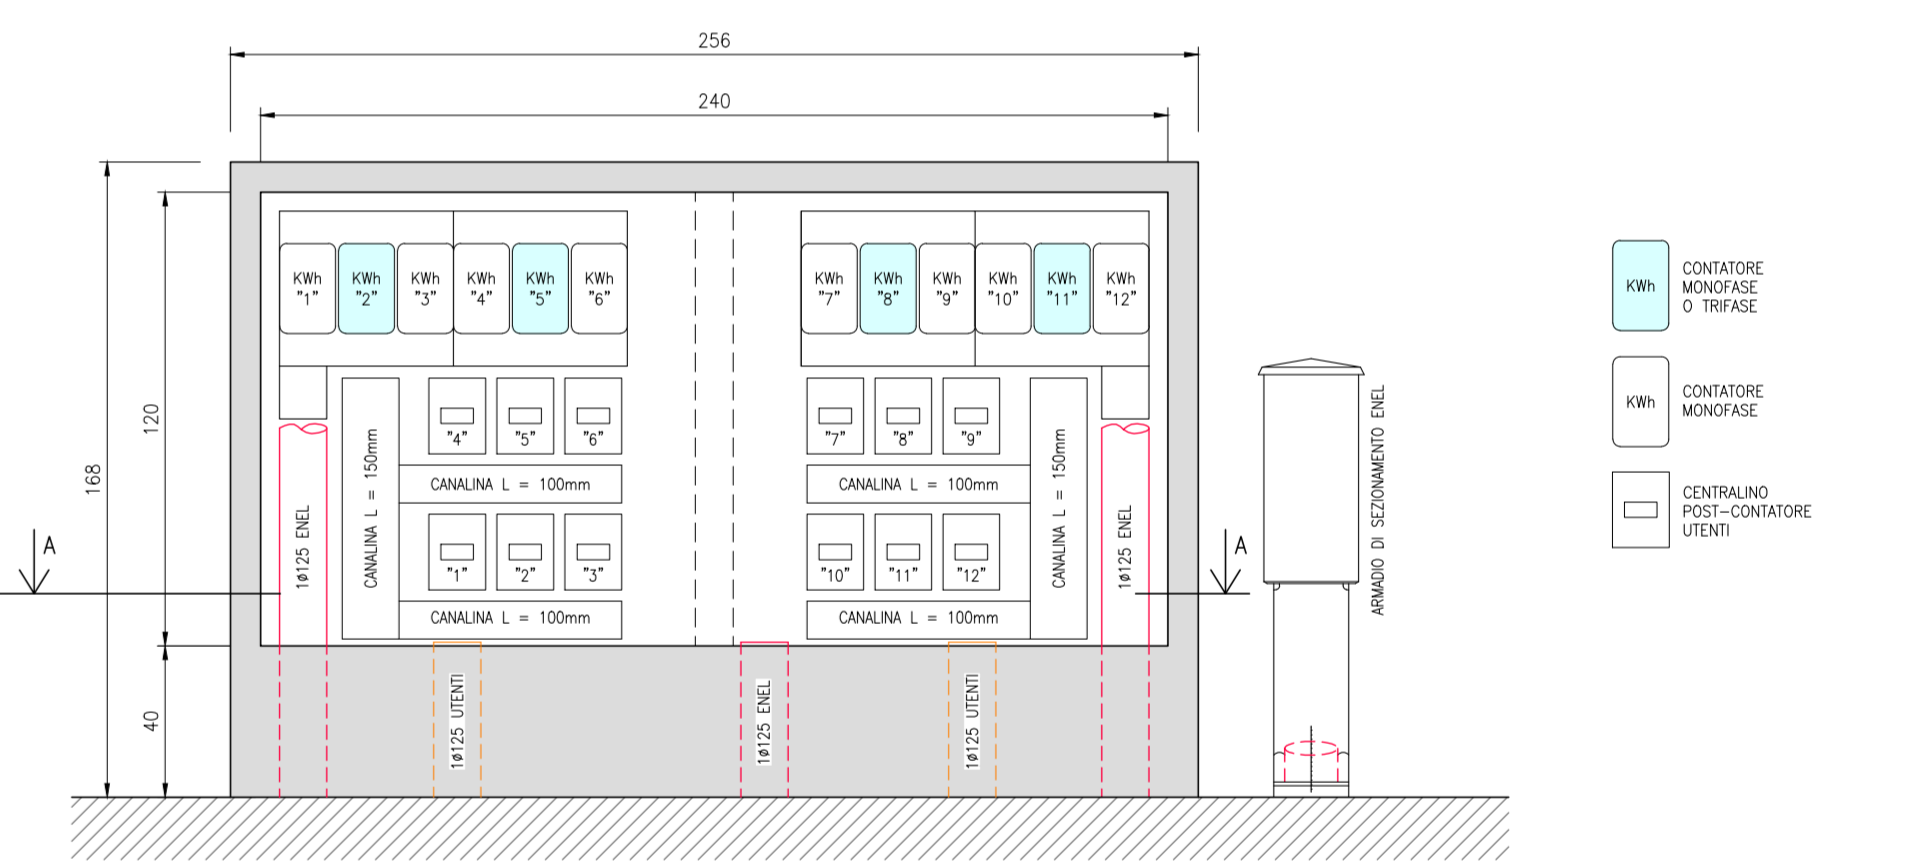 256
240
168
120
40
KWh
"1"
KWh
"2"
KWh
"3"
KWh
"4"
KWh
"5"
KWh
"6"
KWh
"7"
KWh
"8"
KWh
"9"
KWh
"10"
KWh
"11"
KWh
"12"
"4"
"5"
"6"
"7"
"8"
"9"
CANALINA L = 150mm
CANALINA L = 100mm
CANALINA L = 100mm
CANALINA L = 150mm
1ø125 ENEL
"1"
"2"
"3"
"10"
"11"
"12"
1ø125 ENEL
CANALINA L = 100mm
CANALINA L = 100mm
A
A
1ø125 UTENTI
1ø125 ENEL
1ø125 UTENTI
ARMADIO DI SEZIONAMENTO ENEL
KWh
CONTATORE
MONOFASE
O TRIFASE
KWh
CONTATORE
MONOFASE
CENTRALINO
POST-CONTATORE
UTENTI